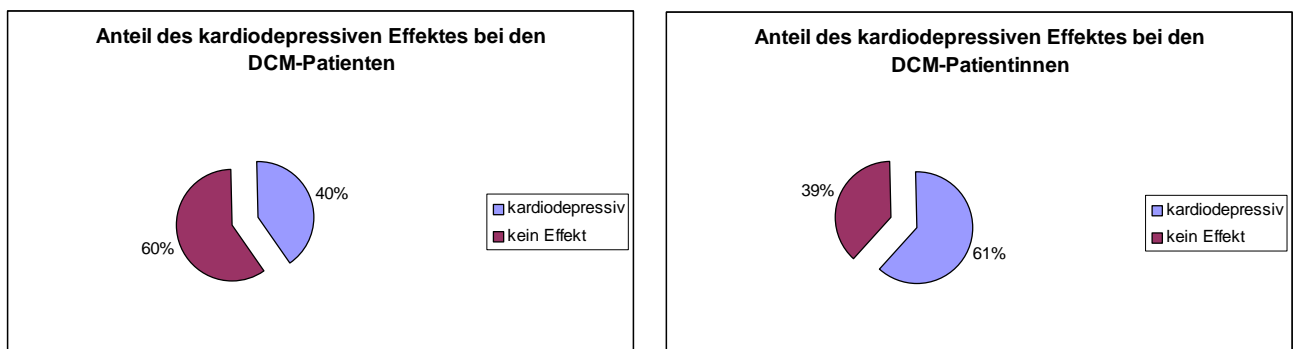 Anteil des kardiodepressiven Effektes bei den
DCM-Patienten
40%
60%
kardiodepressiv
kein Effekt
Anteil des kardiodepressiven Effektes bei den
DCM-Patientinnen
39%
61%
kardiodepressiv
kein Effekt